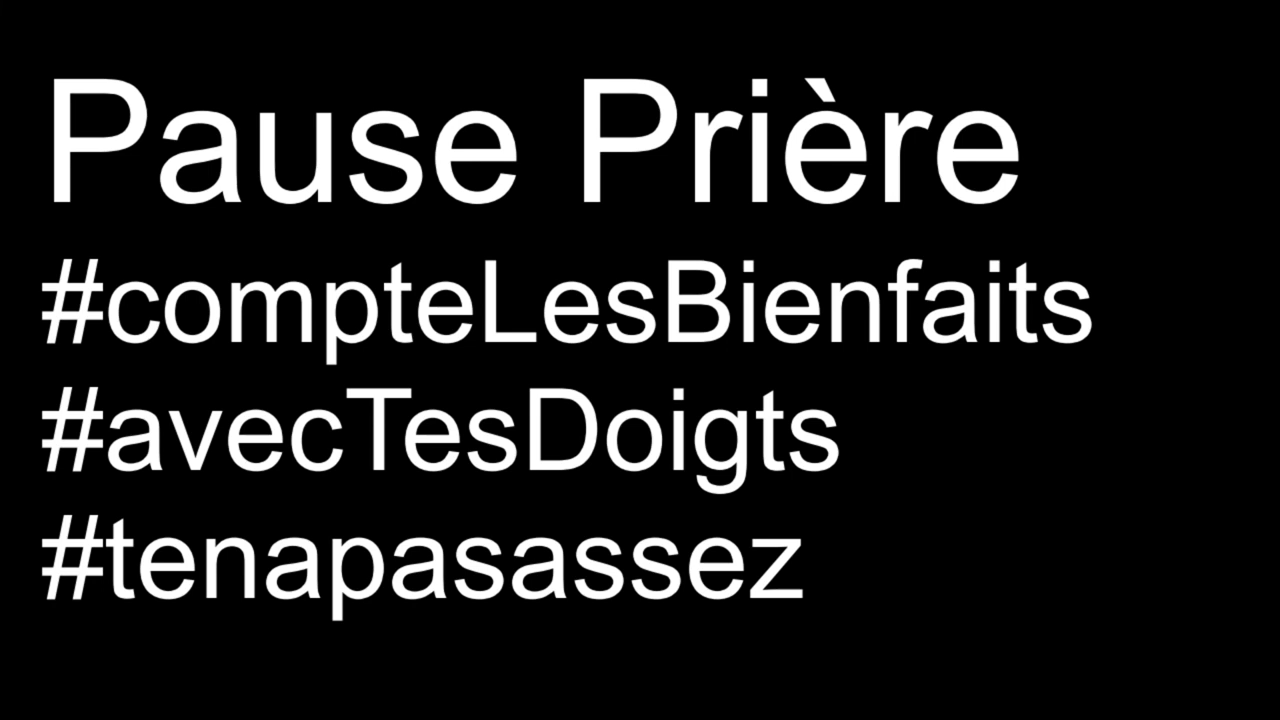 Pause Prière
#compteLesBienfaits
#avecTesDoigts
#tenapasassez